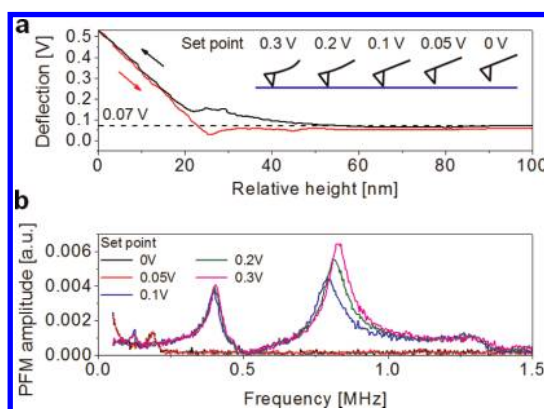 a
Deflection [V]
0.5
0.4
0.3
0.2
0.1
0.0
0.07 V
Set point 0.3 V 0.2 V 0.1 V 0.05 V 0 V
0 20 40 60 80 100
Relative height [nm]
b
PFM amplitude [a.u.]
0.006
0.004
0.002
0.000
Set point
0V 0.2V
0.05V 0.3V
0.1V
0.0 0.5 1.0 1.5
Frequency [MHz]